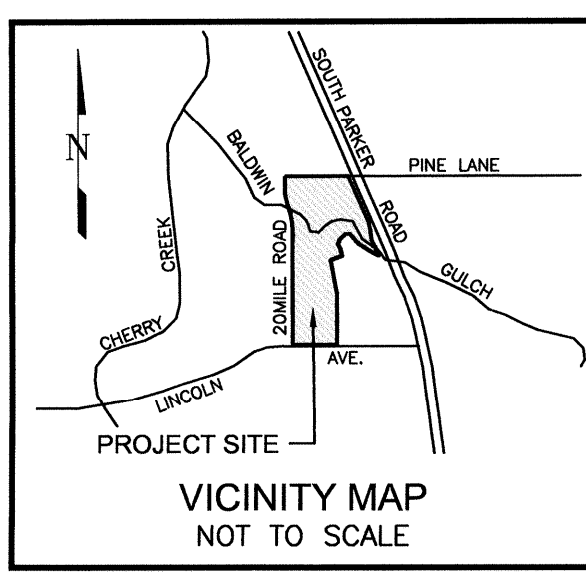 SOUTH PARKER
ROAD
N
BALDWIN
PINE LANE
CREEK
20MILE ROAD
GULCH
CHERRY
AVE.
LINCOLN
PROJECT SITE
VICINITY MAP
NOT TO SCALE